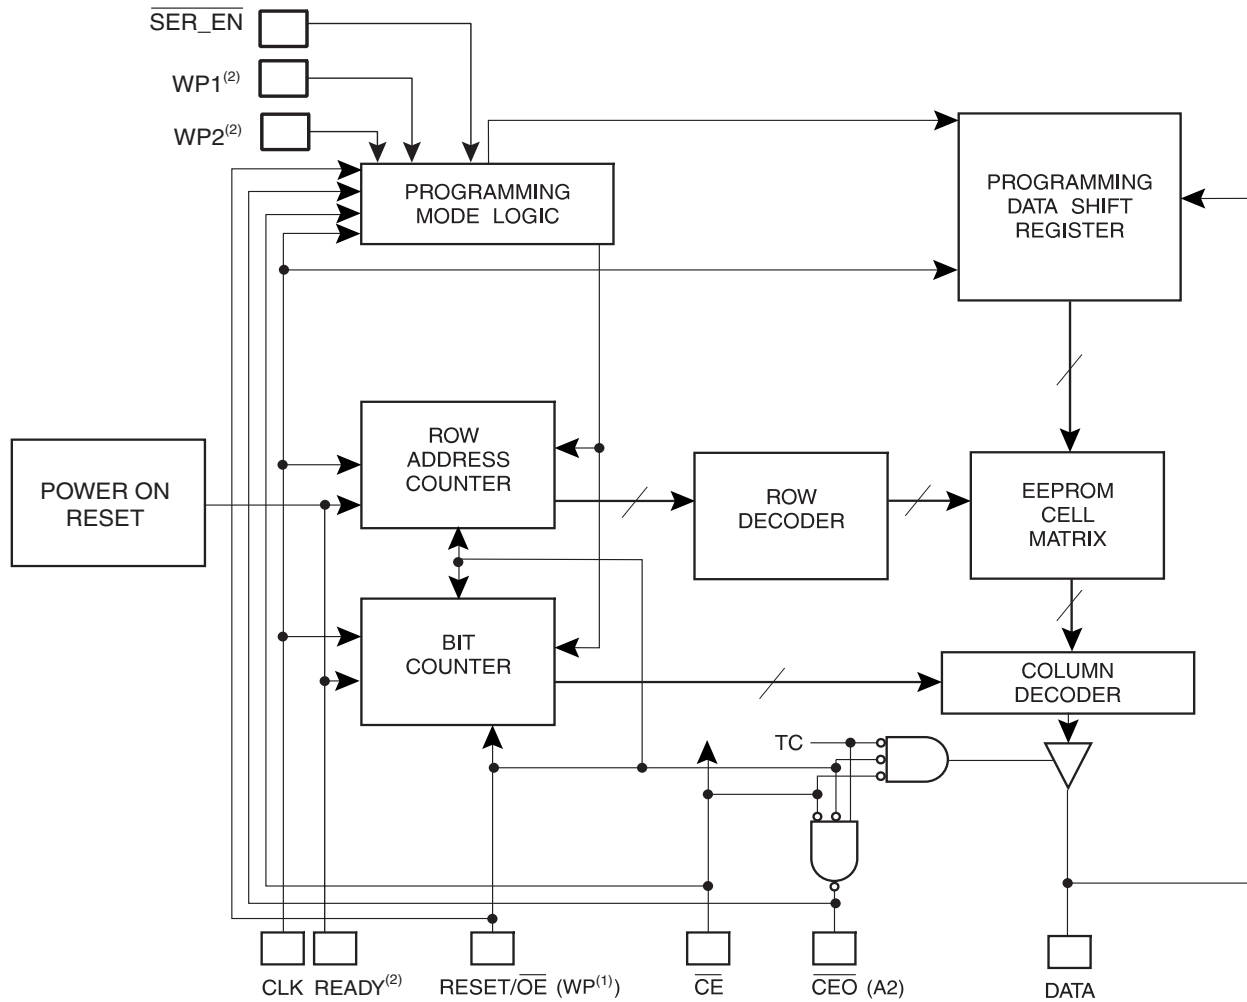 SER_EN
WP1(2)
WP2(2)
PROGRAMMING
MODE LOGIC
PROGRAMMING
DATA SHIFT
REGISTER
POWER ON
RESET
ROW
ADDRESS
COUNTER
ROW
DECODER
EEPROM
CELL
MATRIX
BIT
COUNTER
COLUMN
DECODER
TC
CLK
READY(2)
RESET/OE (WP(1))
CE
CEO (A2)
DATA